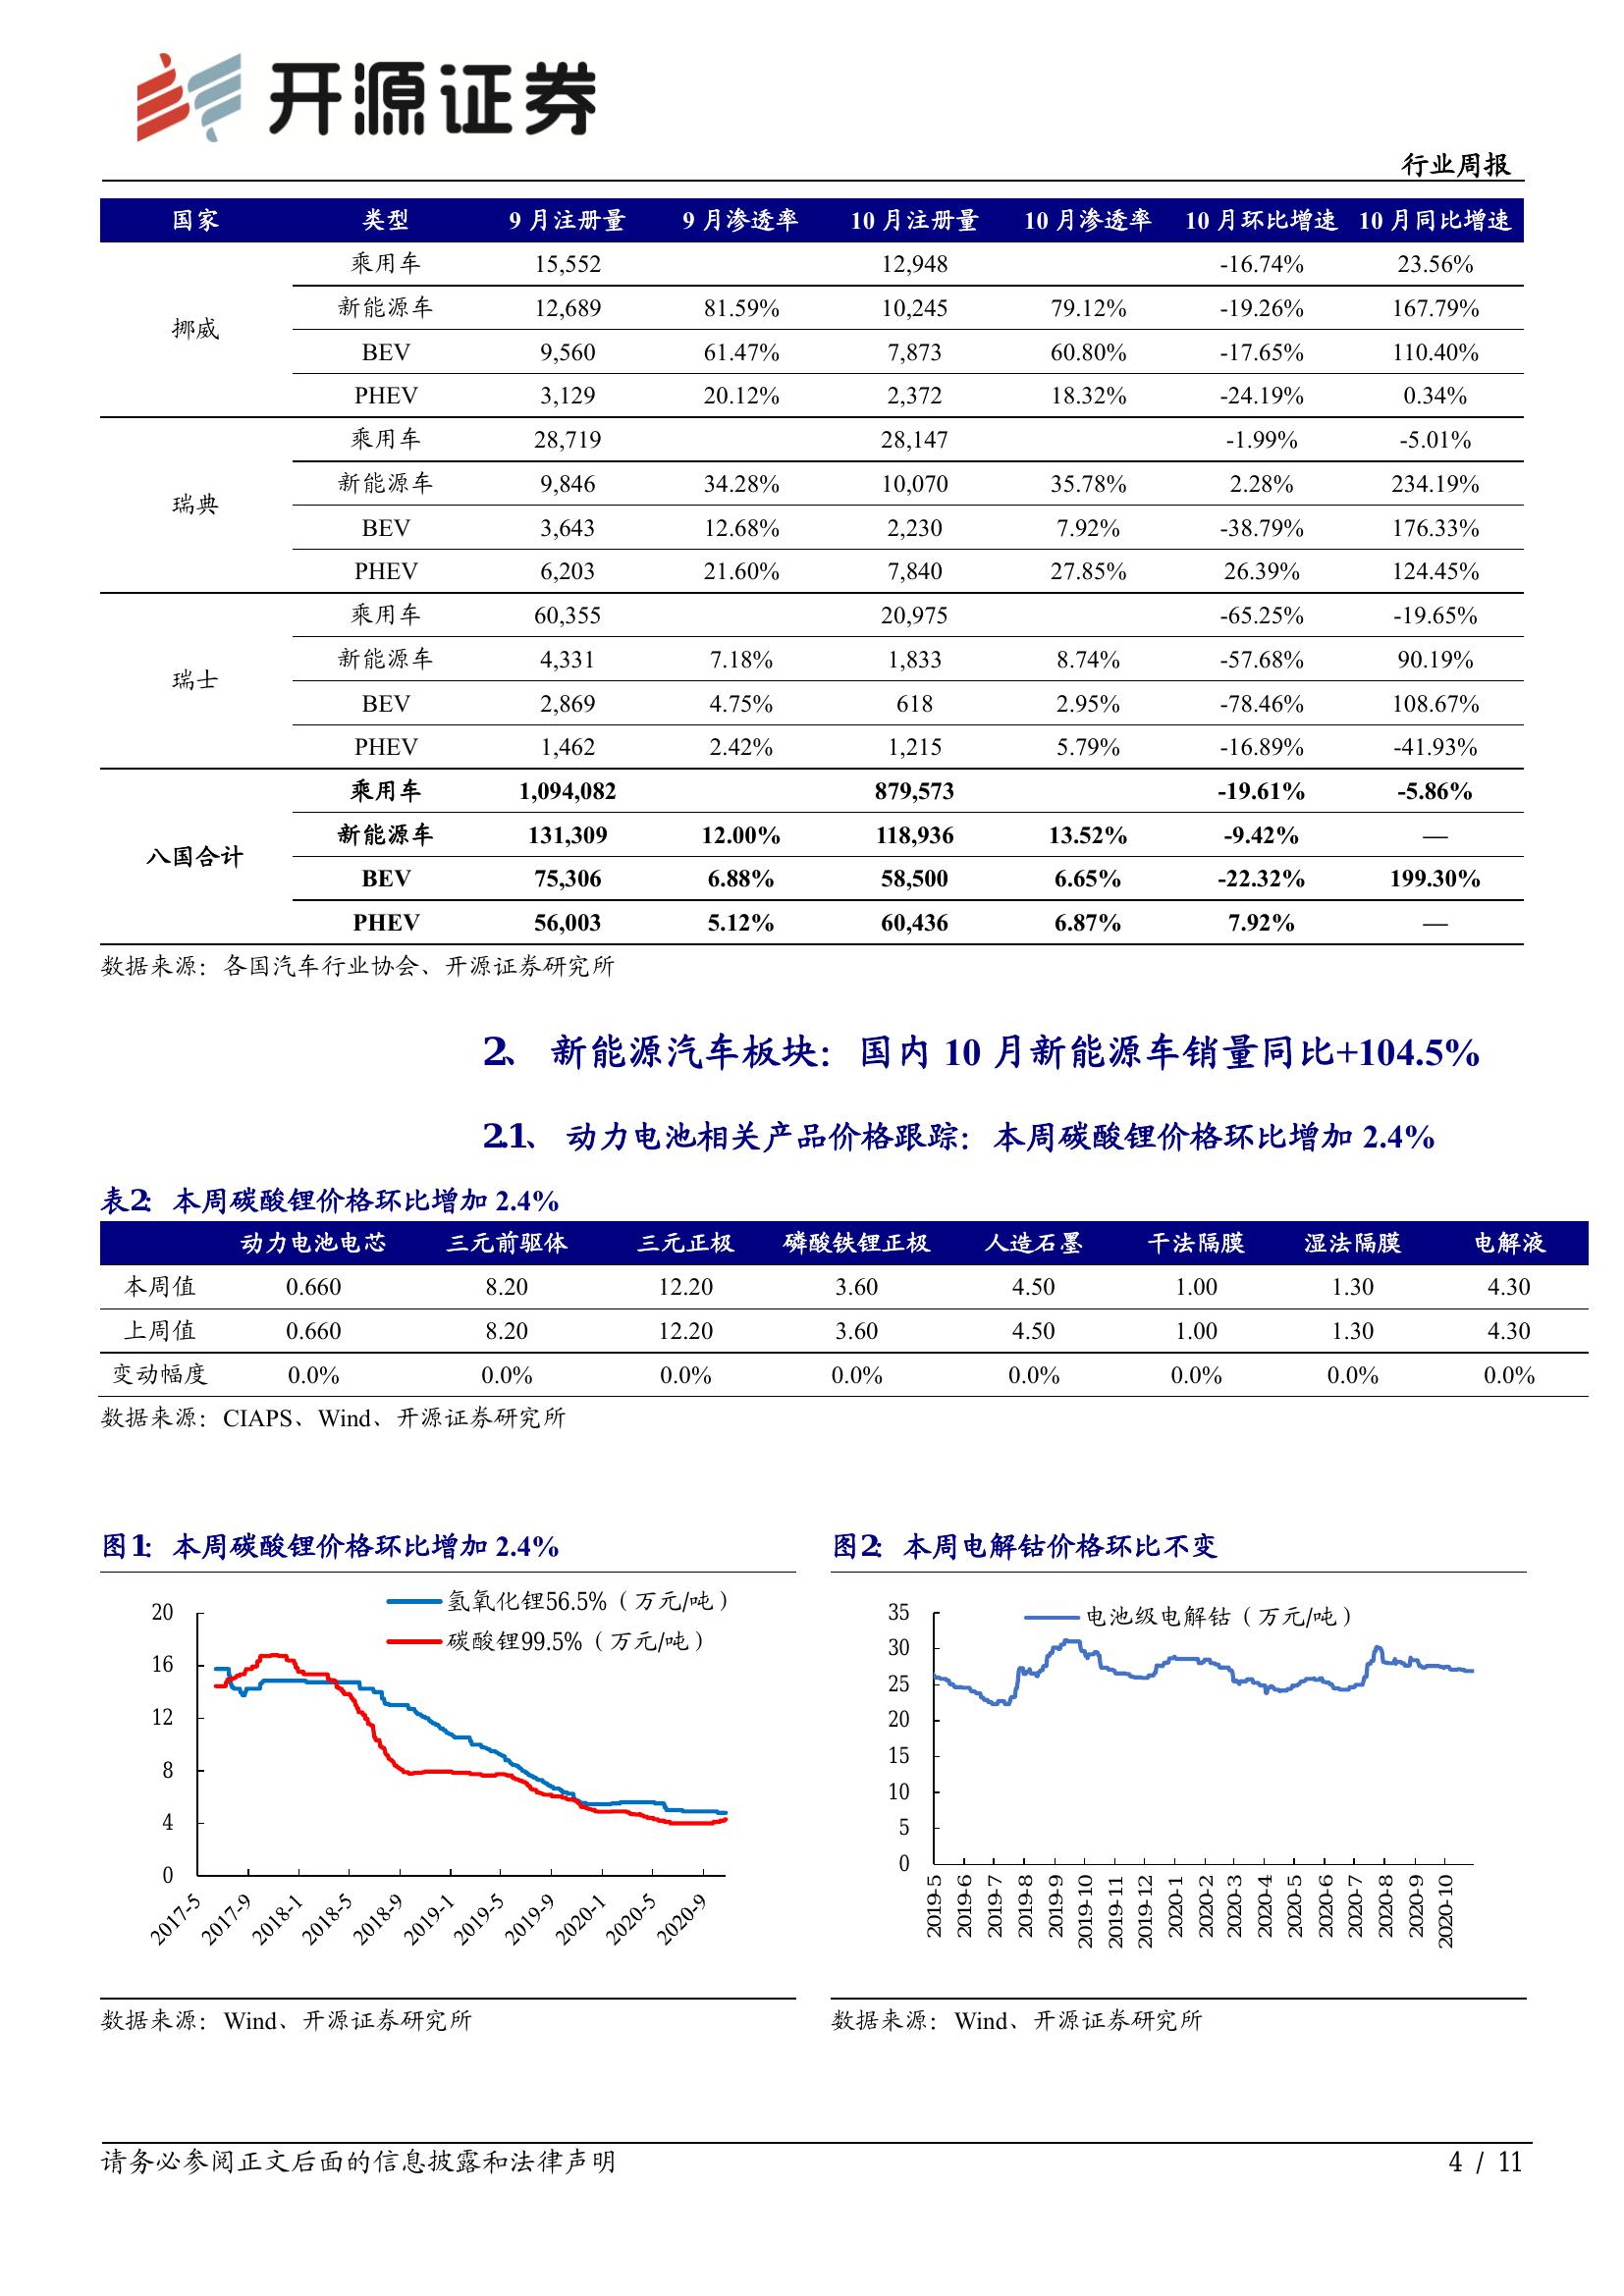 开源证券
行业周报
国家 类型 9 月注册量 9 月渗透率 10 月注册量 10 月渗透率 10 月环比增速 10 月同比增速
挪威
乘用车 15,552 12,948 -16.74% 23.56%
新能源车 12,689 81.59% 10,245 79.12% -19.26% 167.79%
BEV 9,560 61.47% 7,873 60.80% -17.65% 110.40%
PHEV 3,129 20.12% 2,372 18.32% -24.19% 0.34%
瑞典
乘用车 28,719 28,147 -1.99% -5.01%
新能源车 9,846 34.28% 10,070 35.78% 2.28% 234.19%
BEV 3,643 12.68% 2,230 7.92% -38.79% 176.33%
PHEV 6,203 21.60% 7,840 27.85% 26.39% 124.45%
瑞士
乘用车 60,355 20,975 -65.25% -19.65%
新能源车 4,331 7.18% 1,833 8.74% -57.68% 90.19%
BEV 2,869 4.75% 618 2.95% -78.46% 108.67%
PHEV 1,462 2.42% 1,215 5.79% -16.89% -41.93%
八国合计
乘用车 1,094,082 879,573 -19.61% -5.86%
新能源车 131,309 12.00% 118,936 13.52% -9.42% —
BEV 75,306 6.88% 58,500 6.65% -22.32% 199.30%
PHEV 56,003 5.12% 60,436 6.87% 7.92% —
数据来源：各国汽车行业协会、开源证券研究所
2、 新能源汽车板块：国内 10 月新能源车销量同比+104.5%
2.1、 动力电池相关产品价格跟踪：本周碳酸锂价格环比增加 2.4%
表2：本周碳酸锂价格环比增加 2.4%
动力电池电芯 三元前驱体 三元正极 磷酸铁锂正极 人造石墨 干法隔膜 湿法隔膜 电解液
本周值 0.660 8.20 12.20 3.60 4.50 1.00 1.30 4.30
上周值 0.660 8.20 12.20 3.60 4.50 1.00 1.30 4.30
变动幅度 0.0% 0.0% 0.0% 0.0% 0.0% 0.0% 0.0% 0.0%
数据来源：CIAPS、Wind、开源证券研究所
图1：本周碳酸锂价格环比增加 2.4%
氢氧化锂56.5%（万元/吨）
碳酸锂99.5%（万元/吨）
20
16
12
8
4
0
2017-5 2017-9 2018-1 2018-5 2018-9 2019-1 2019-5 2019-9 2020-1 2020-5 2020-9
数据来源：Wind、开源证券研究所
图2：本周电解钴价格环比不变
电池级电解钴（万元/吨）
35
30
25
20
15
10
5
0
2019-5 2019-6 2019-7 2019-8 2019-9 2019-10 2019-11 2019-12 2020-1 2020-2 2020-3 2020-4 2020-5 2020-6 2020-7 2020-8 2020-9 2020-10
数据来源：Wind、开源证券研究所
请务必参阅正文后面的信息披露和法律声明 4 / 11